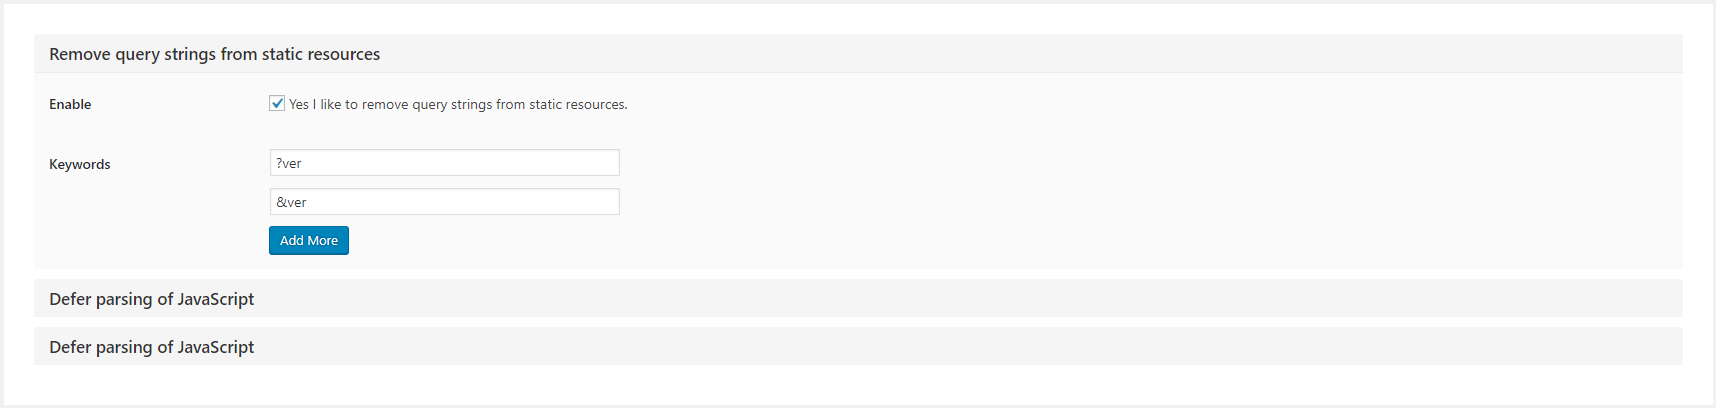 Remove query strings from static resources
Enable
Yes I like to remove query strings from static resources.
Keywords
?ver
&ver
Add More
Defer parsing of JavaScript
Defer parsing of JavaScript